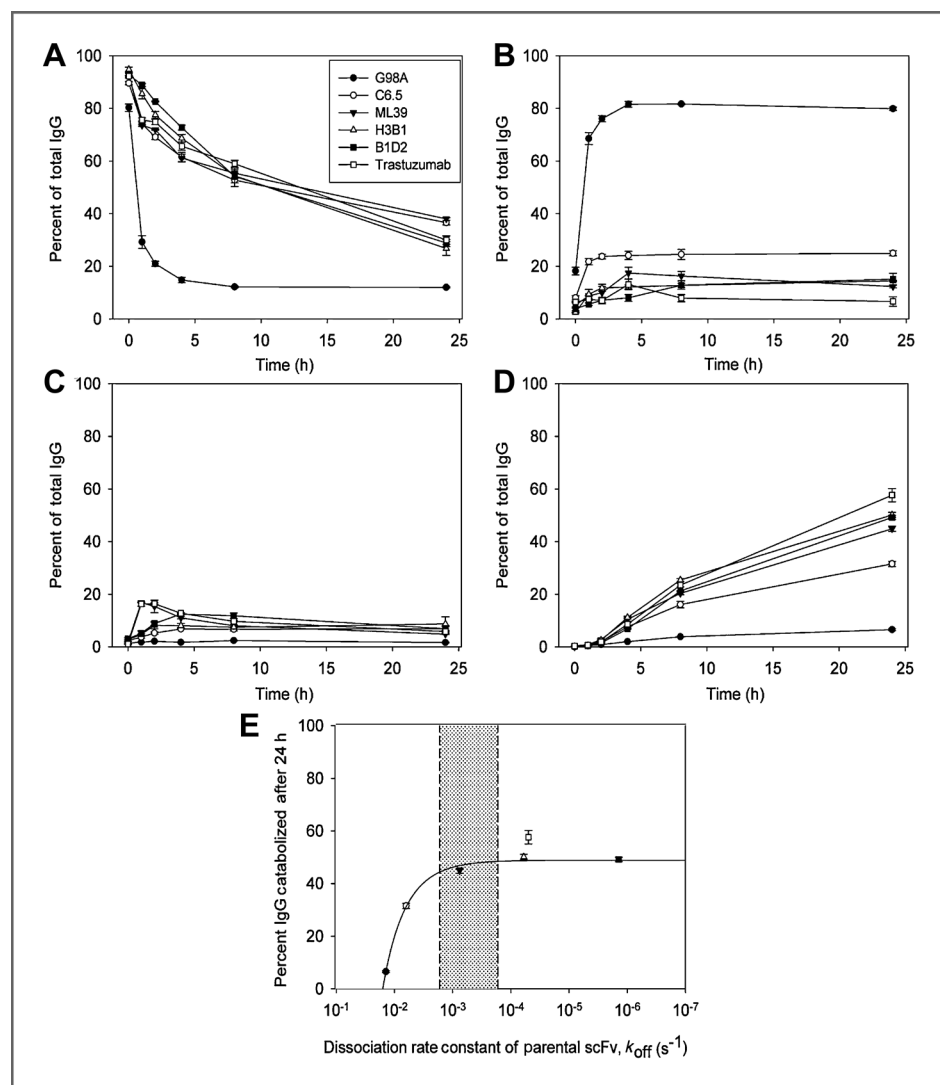 A
B
Percent of total IgG
100
80
60
40
20
0
G98A
C6.5
ML39
H3B1
B1D2
Trastuzumab
0 5 10 15 20 25
Time (h)
Percent of total IgG
100
80
60
40
20
0
0 5 10 15 20 25
Time (h)
C
D
Percent of total IgG
100
80
60
40
20
0
0 5 10 15 20 25
Time (h)
Percent of total IgG
100
80
60
40
20
0
0 5 10 15 20 25
Time (h)
E
Percent IgG catabolized after 24 h
100
80
60
40
20
0
10⁻¹ 10⁻² 10⁻³ 10⁻⁴ 10⁻⁵ 10⁻⁶ 10⁻⁷
Dissociation rate constant of parental scFv, k_off (s⁻¹)